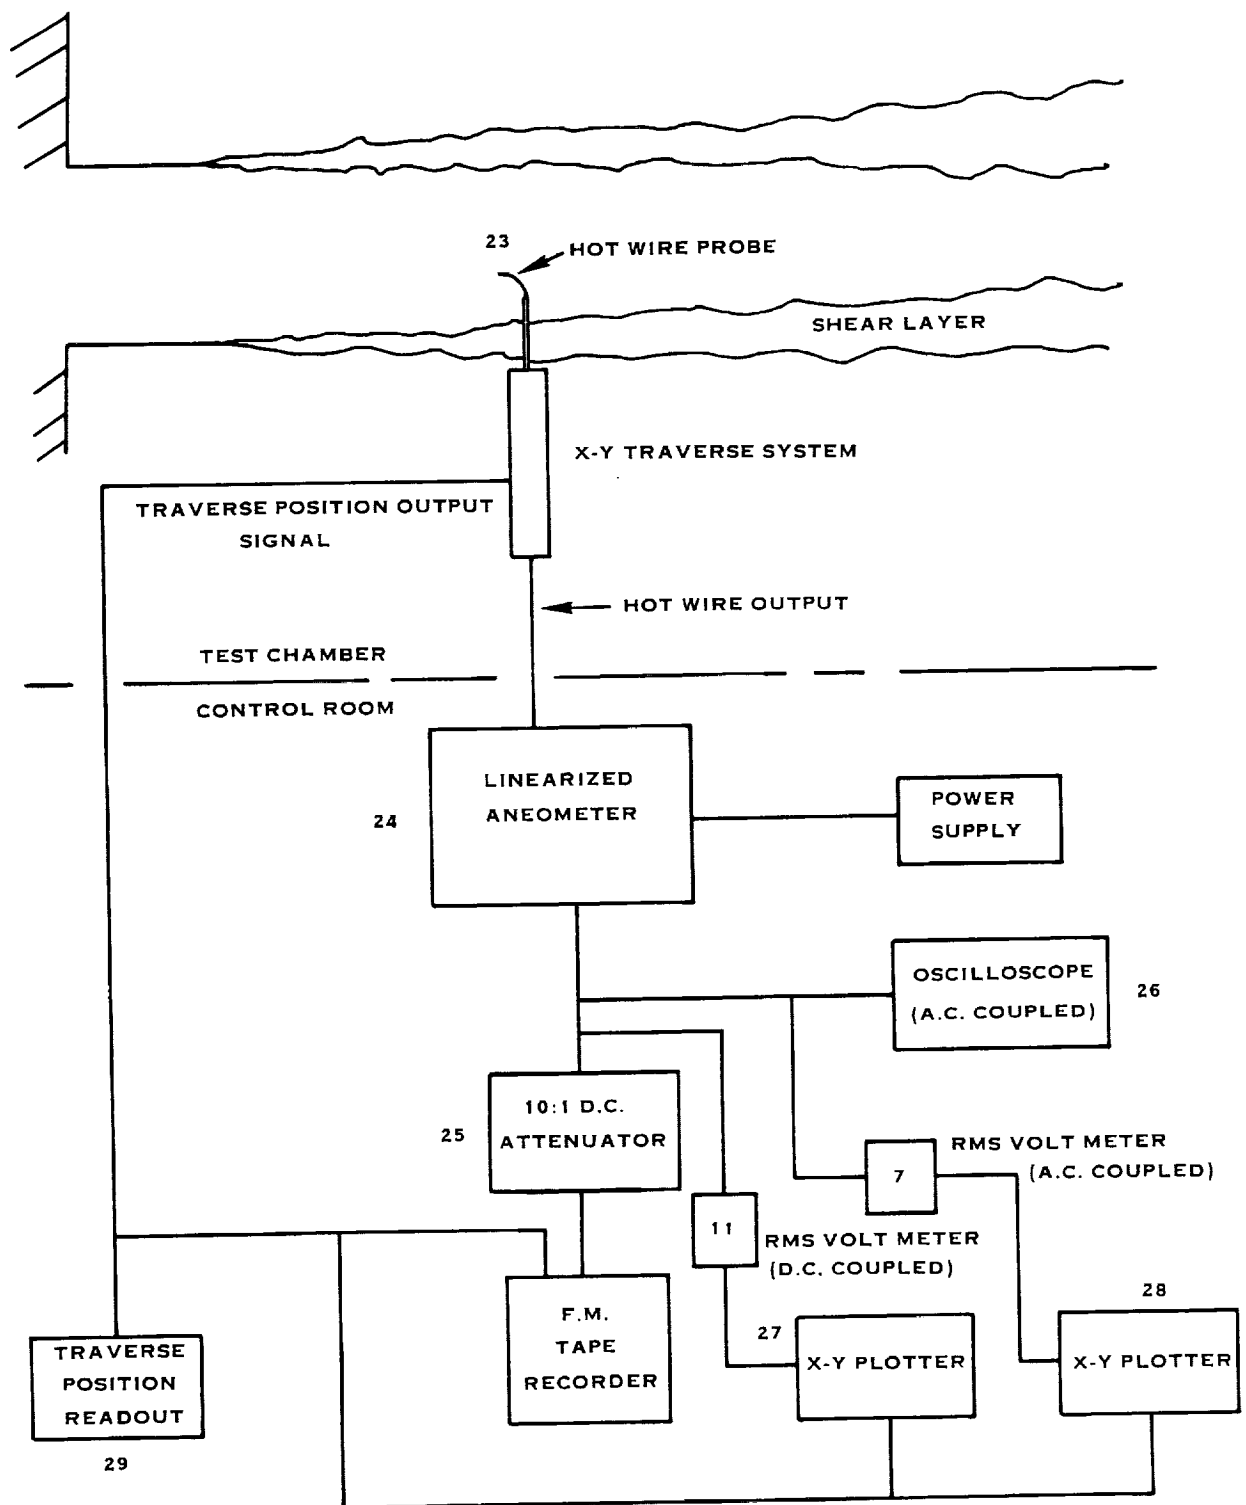 23
HOT WIRE PROBE
SHEAR LAYER
X-Y TRAVERSE SYSTEM
TRAVERSE POSITION OUTPUT
SIGNAL
HOT WIRE OUTPUT
TEST CHAMBER
CONTROL ROOM
LINEARIZED
ANEOMETER
24
POWER
SUPPLY
OSCILLOSCOPE
(A.C. COUPLED)
26
10:1 D.C.
ATTENUATOR
25
RMS VOLT METER
(A.C. COUPLED)
7
11
RMS VOLT METER
(D.C. COUPLED)
28
F.M.
TAPE
RECORDER
27
X-Y PLOTTER
X-Y PLOTTER
TRAVERSE
POSITION
READOUT
29